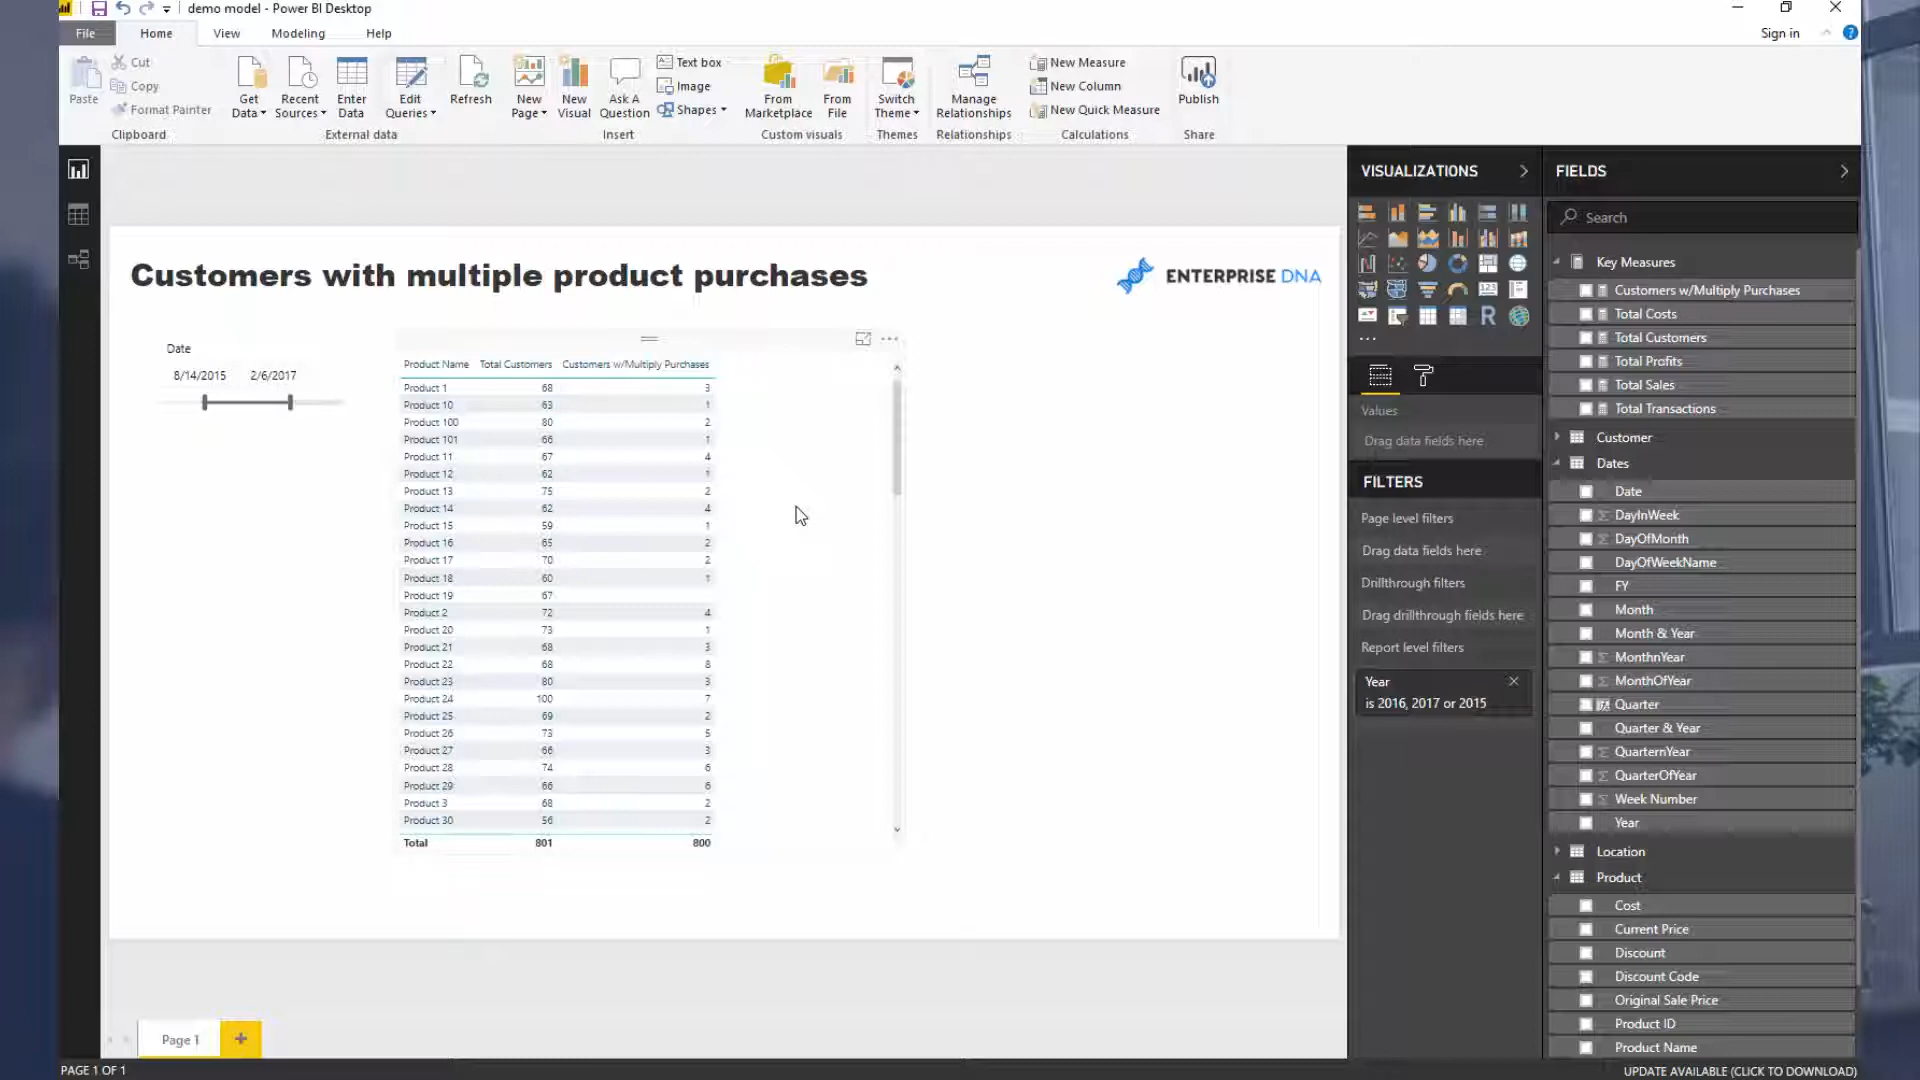 demo model - Power BI Desktop
File Home View Modeling Help Sign in
Paste Cut Copy Format Painter
Clipboard
Get Data Recent Sources Enter Data Edit Queries Refresh
External data
New Page New Visual Ask A Question Text box Image Shapes
Insert
From Marketplace From File
Custom visuals
Switch Theme
Themes
Manage Relationships
Relationships
New Measure
New Column
New Quick Measure
Calculations
Publish
Share
Customers with multiple product purchases
ENTERPRISE DNA
Date
8/14/2015 2/6/2017
Product Name Total Customers Customers w/Multiply Purchases
Product 1 68 3
Product 10 63 1
Product 100 80 2
Product 101 66 1
Product 11 67 4
Product 12 62 1
Product 13 75 2
Product 14 62 4
Product 15 59 1
Product 16 65 2
Product 17 70 2
Product 18 60 1
Product 19 67
Product 2 72 4
Product 20 73 1
Product 21 68 3
Product 22 68 8
Product 23 80 3
Product 24 100 7
Product 25 69 2
Product 26 73 5
Product 27 66 3
Product 28 74 6
Product 29 66 6
Product 3 68 2
Product 30 56 2
Total 801 800
VISUALIZATIONS
Values
Drag data fields here
FILTERS
Page level filters
Drag data fields here
Drillthrough filters
Drag drillthrough fields here
Report level filters
Year
is 2016, 2017 or 2015
FIELDS
Search
Key Measures
Customers w/Multiply Purchases
Total Costs
Total Customers
Total Profits
Total Sales
Total Transactions
Customer
Dates
Date
DayInWeek
DayOfMonth
DayOfWeekName
FY
Month
Month & Year
MonthnYear
MonthOfYear
Quarter
Quarter & Year
QuarternYear
QuarterOfYear
Week Number
Year
Location
Product
Cost
Current Price
Discount
Discount Code
Original Sale Price
Product ID
Product Name
Page 1
PAGE 1 OF 1
UPDATE AVAILABLE (CLICK TO DOWNLOAD)